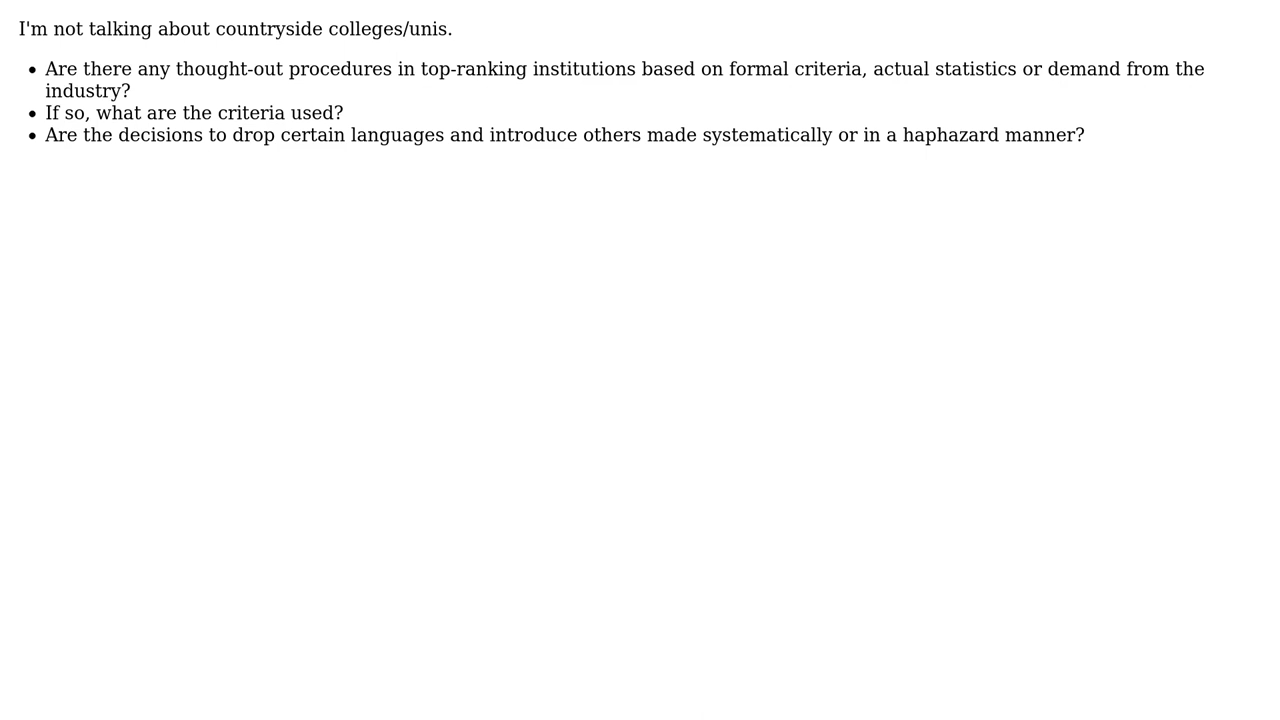 I'm not talking about countryside colleges/unis.
• Are there any thought-out procedures in top-ranking institutions based on formal criteria, actual statistics or demand from the
industry?
• If so, what are the criteria used?
• Are the decisions to drop certain languages and introduce others made systematically or in a haphazard manner?